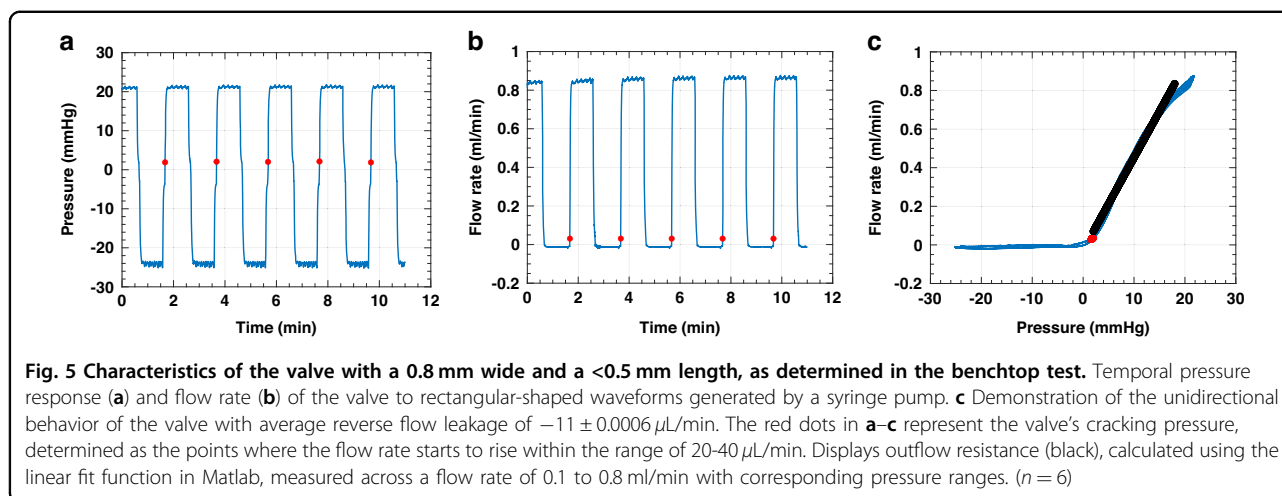 a
30
20
10
0
-10
-20
-30
Pressure (mmHg)
0 2 4 6 8 10 12
Time (min)
b
1
0.8
0.6
0.4
0.2
0
-0.2
Flow rate (ml/min)
0 2 4 6 8 10 12
Time (min)
c
1
0.8
0.6
0.4
0.2
0
-0.2
Flow rate (ml/min)
-30 -20 -10 0 10 20 30
Pressure (mmHg)
Fig. 5 Characteristics of the valve with a 0.8 mm wide and a <0.5 mm length, as determined in the benchtop test. Temporal pressure
response (a) and flow rate (b) of the valve to rectangular-shaped waveforms generated by a syringe pump. c Demonstration of the unidirectional
behavior of the valve with average reverse flow leakage of −11 ± 0.0006 μL/min. The red dots in a–c represent the valve's cracking pressure,
determined as the points where the flow rate starts to rise within the range of 20-40 μL/min. Displays outflow resistance (black), calculated using the
linear fit function in Matlab, measured across a flow rate of 0.1 to 0.8 ml/min with corresponding pressure ranges. (n = 6)